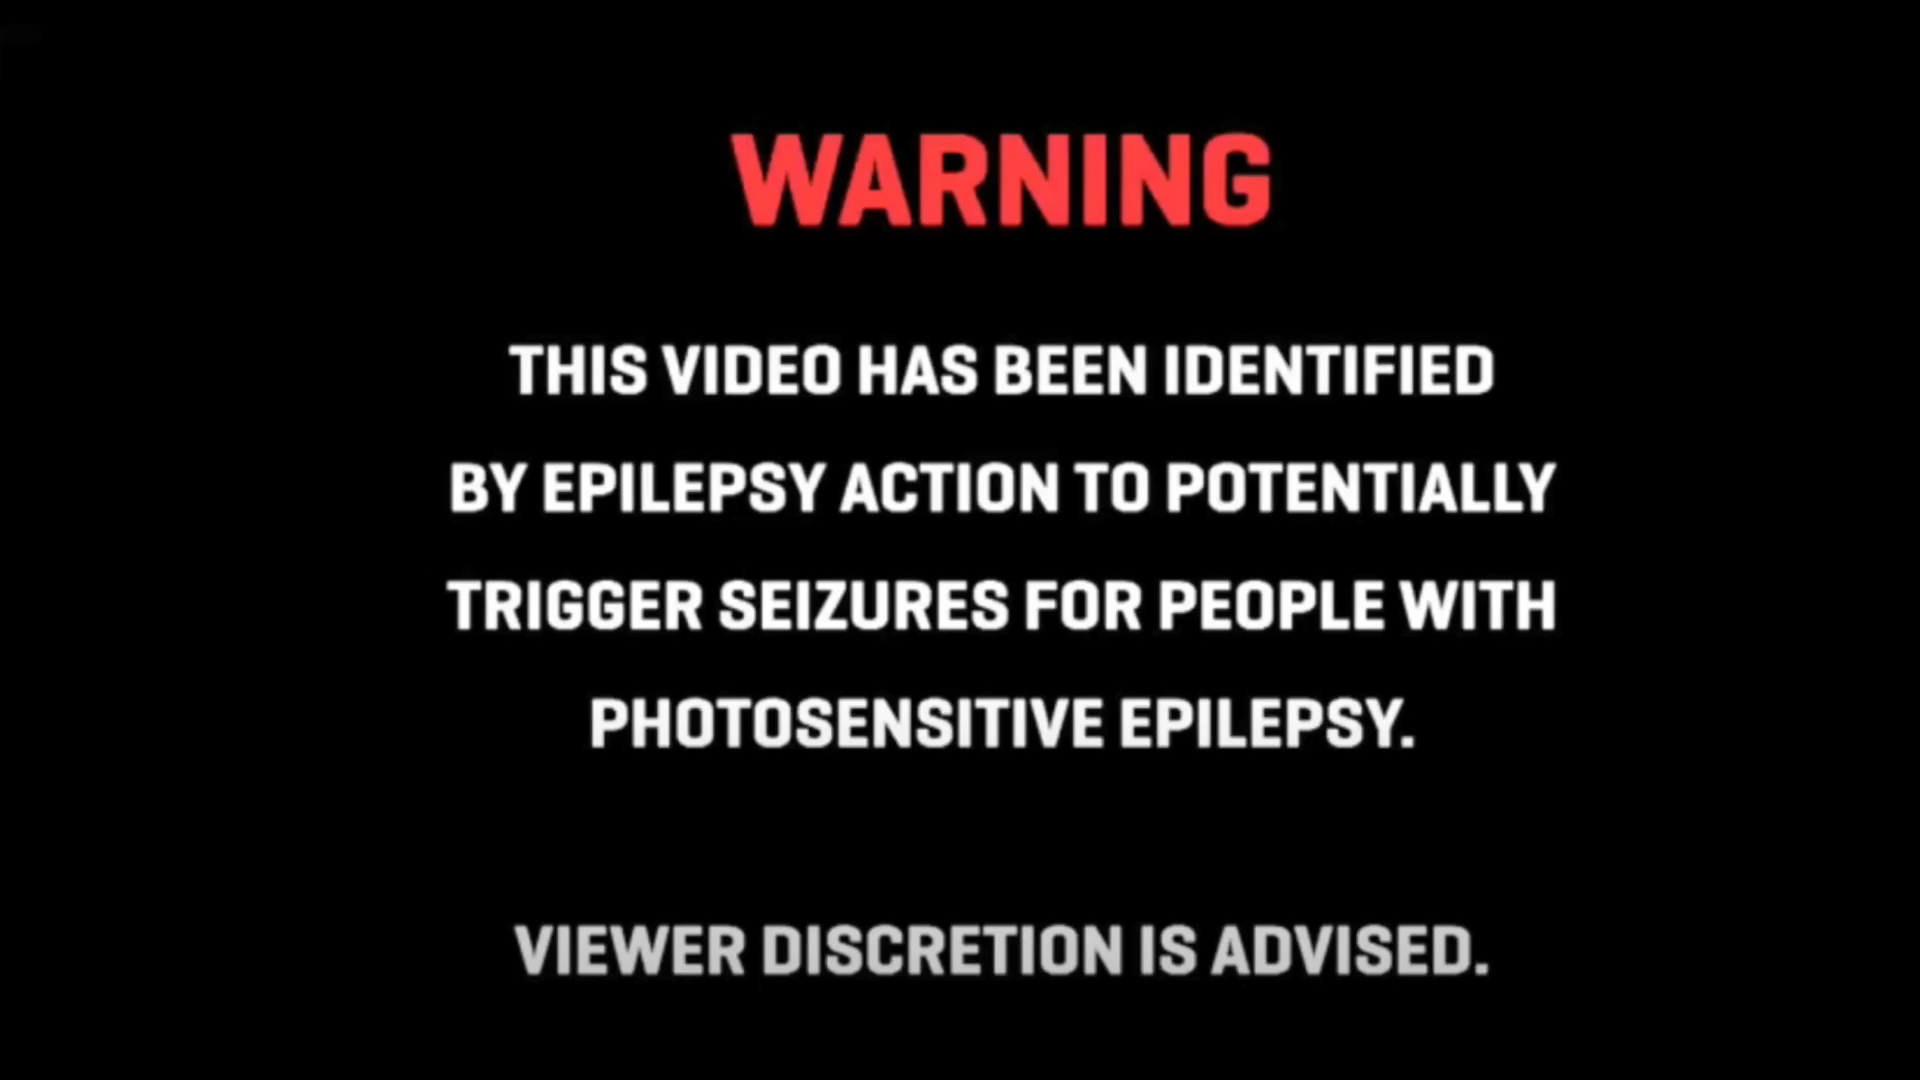 WARNING
THIS VIDEO HAS BEEN IDENTIFIED
BY EPILEPSY ACTION TO POTENTIALLY
TRIGGER SEIZURES FOR PEOPLE WITH
PHOTOSENSITIVE EPILEPSY.
VIEWER DISCRETION IS ADVISED.